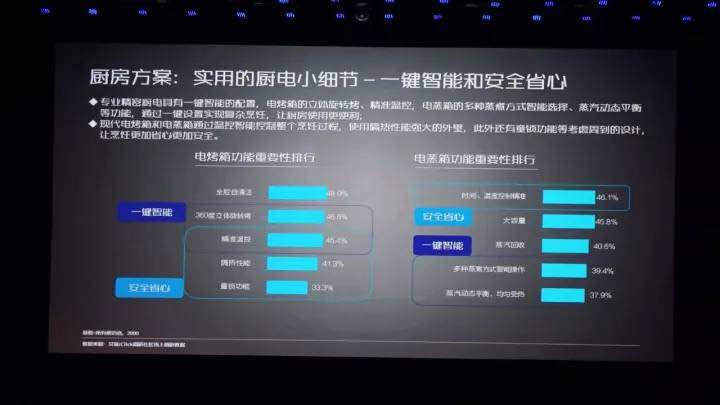 厨房方案：实用的厨电小细节 – 一键智能和安全省心
◆ 专业精密厨电具有一键智能的配置，电烤箱的立体旋转烤、精准温控，电蒸箱的多种蒸煮方式智能选择、蒸汽动态平衡
等功能，通过一键设置实现复杂烹饪，让厨房使用更便利；
◆ 现代电烤箱和电蒸箱通过温控智能控制整个烹饪过程，使用隔热性能强大的外壁，此外还有童锁功能等考虑周到的设计，
让烹饪更加省心更加安全。
电烤箱功能重要性排行
全腔自清洁 49.0%
一键智能
360度立体旋转烤 46.5%
精准温控 45.4%
隔热性能 41.3%
安全省心
童锁功能 33.3%
电蒸箱功能重要性排行
时间、温度控制精准 46.1%
安全省心
大容量 45.8%
一键智能
蒸汽回收 40.6%
多种蒸煮方式智能操作 39.4%
蒸汽动态平衡、均匀受热 37.9%